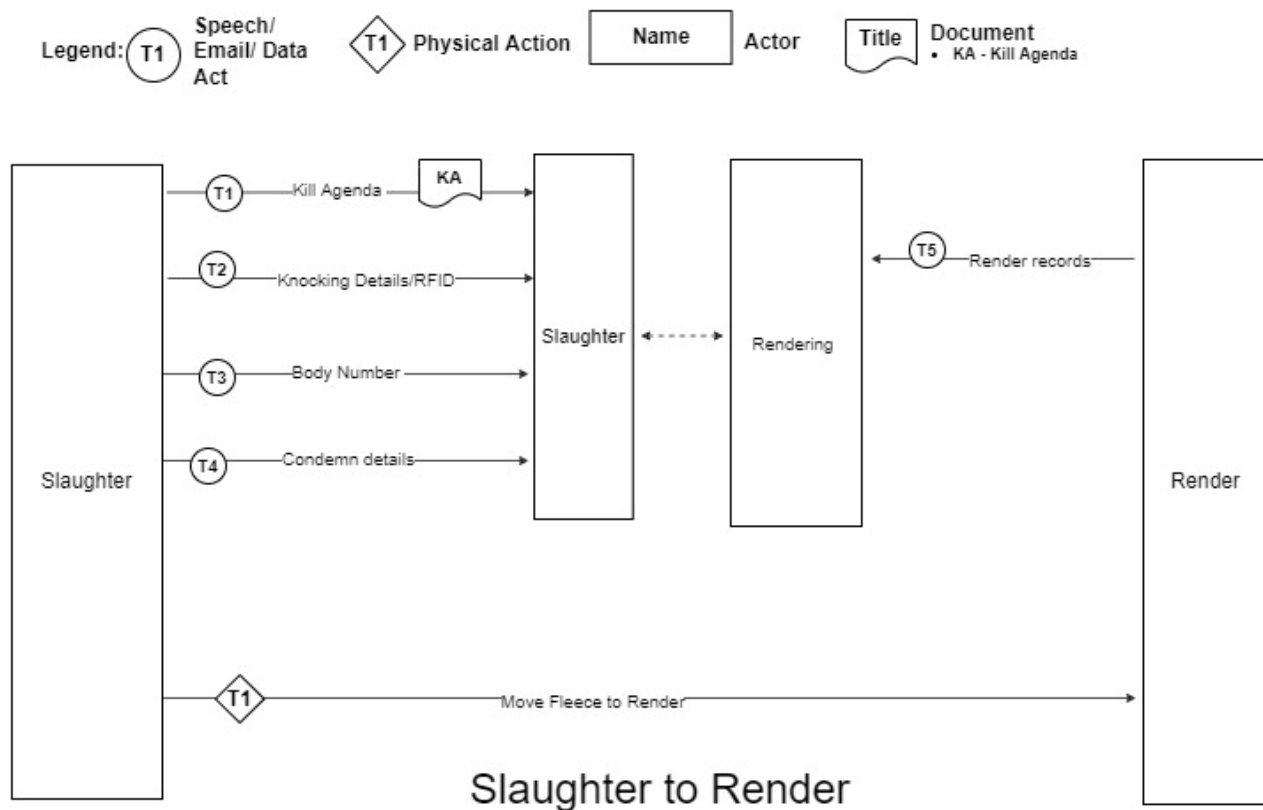 Legend:
T1
Speech/
Email/ Data
Act
T1
Physical Action
Name
Actor
Title
Document
• KA - Kill Agenda
T1
Kill Agenda
KA
T2
Knocking Details/RFID
T3
Body Number
T4
Condemn details
T5
Render records
Slaughter
Slaughter
Rendering
Render
T1
Move Fleece to Render
Slaughter to Render